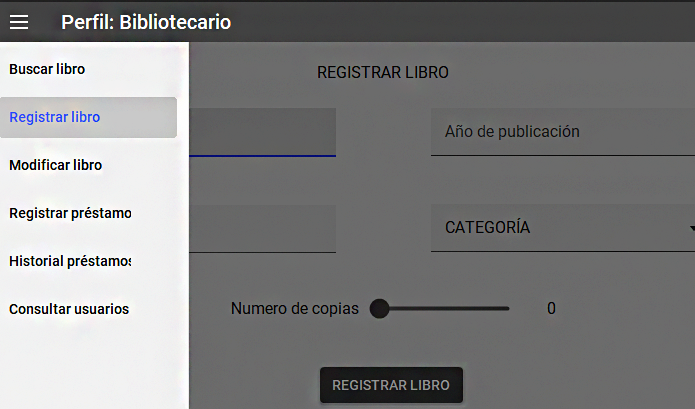 Perfil: Bibliotecario
Buscar libro
Registrar libro
Modificar libro
Registrar préstamo
Historial préstamos
Consultar usuarios
REGISTRAR LIBRO
Año de publicación
CATEGORÍA
Numero de copias 0
REGISTRAR LIBRO